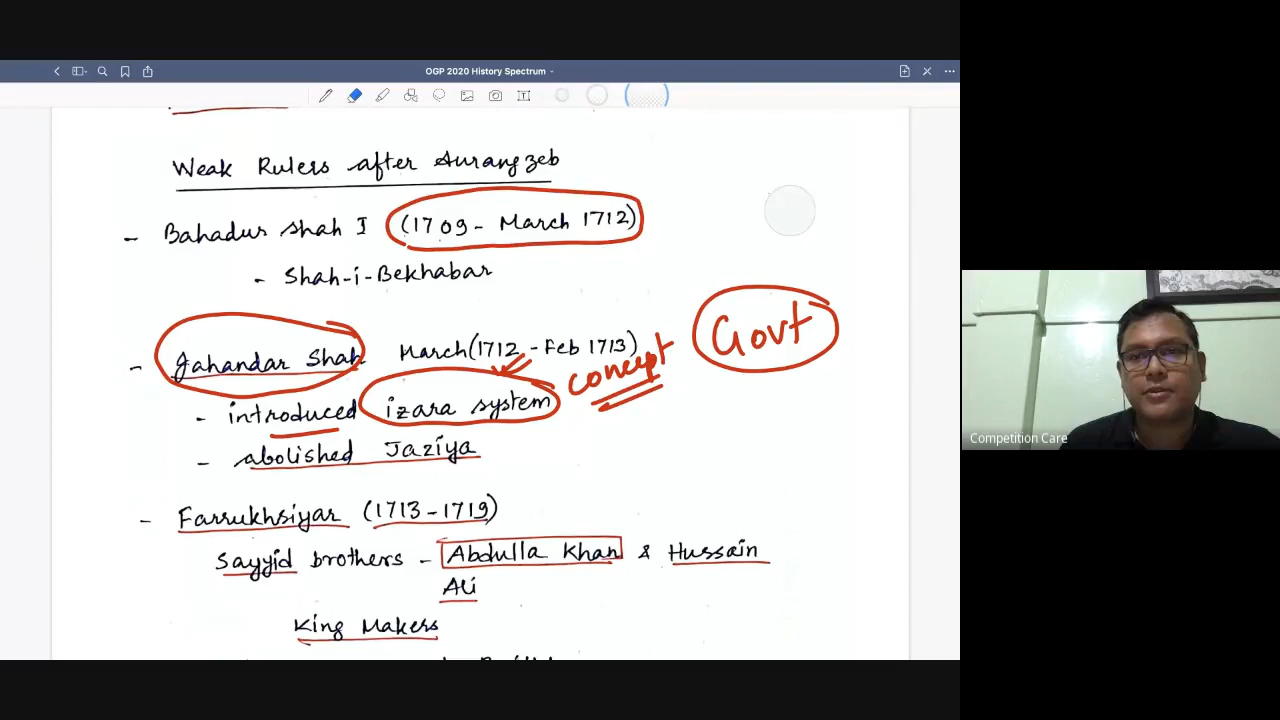 OGP 2020 History Spectrum
Weak Rulers after Aurangzeb
- Bahadur Shah I (1709 - March 1712)
- Shah-i-Bekhabar
Govt
- Jahandar Shah March(1712 - Feb 1713)
concept
- introduced izara system
- abolished Jaziya
Competition Care
- Farrukhsiyar (1713-1719)
Sayyid brothers - Abdulla Khan & Hussain
Ali
King Makers